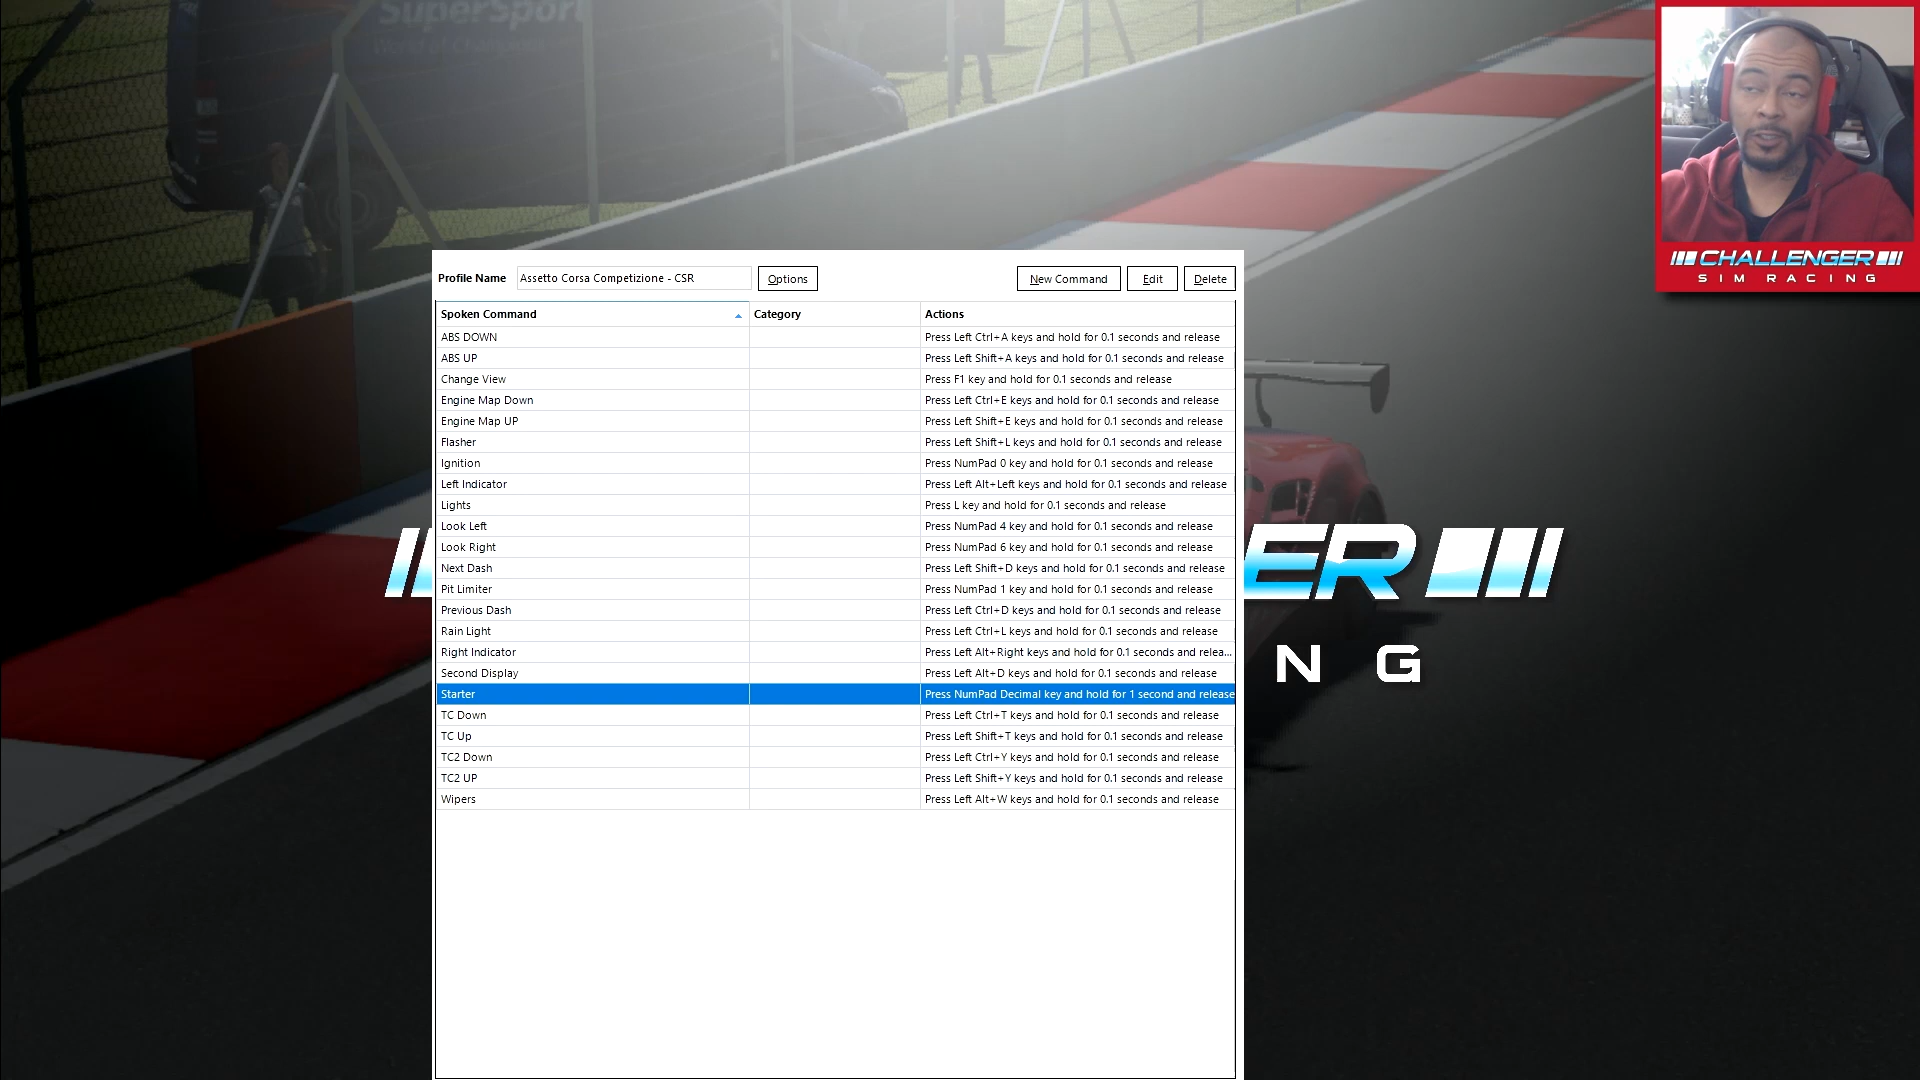 SuperSport
CHALLENGER
SIM RACING
Profile Name Assetto Corsa Competizione - CSR Options New Command Edit Delete
Spoken Command Category Actions
ABS DOWN Press Left Ctrl+A keys and hold for 0.1 seconds and release
ABS UP Press Left Shift+A keys and hold for 0.1 seconds and release
Change View Press F1 key and hold for 0.1 seconds and release
Engine Map Down Press Left Ctrl+E keys and hold for 0.1 seconds and release
Engine Map UP Press Left Shift+E keys and hold for 0.1 seconds and release
Flasher Press Left Shift+L keys and hold for 0.1 seconds and release
Ignition Press NumPad 0 key and hold for 0.1 seconds and release
Left Indicator Press Left Alt+Left keys and hold for 0.1 seconds and release
Lights Press L key and hold for 0.1 seconds and release
Look Left Press NumPad 4 key and hold for 0.1 seconds and release
Look Right Press NumPad 6 key and hold for 0.1 seconds and release
Next Dash Press Left Shift+D keys and hold for 0.1 seconds and release
Pit Limiter Press NumPad 1 key and hold for 0.1 seconds and release
Previous Dash Press Left Ctrl+D keys and hold for 0.1 seconds and release
Rain Light Press Left Ctrl+L keys and hold for 0.1 seconds and release
Right Indicator Press Left Alt+Right keys and hold for 0.1 seconds and relea...
Second Display Press Left Alt+D keys and hold for 0.1 seconds and release
Starter Press NumPad Decimal key and hold for 1 second and release
TC Down Press Left Ctrl+T keys and hold for 0.1 seconds and release
TC Up Press Left Shift+T keys and hold for 0.1 seconds and release
TC2 Down Press Left Ctrl+Y keys and hold for 0.1 seconds and release
TC2 UP Press Left Shift+Y keys and hold for 0.1 seconds and release
Wipers Press Left Alt+W keys and hold for 0.1 seconds and release
ER
N G